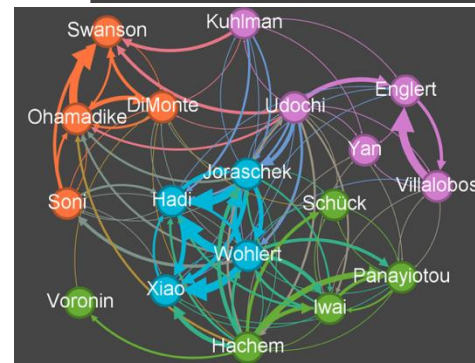 Kuhlman
Swanson
Englert
Ohamadike
DiMonte
Udochi
Yan
Joraschek
Villalobos
Soni
Hadi
Schück
Wohlert
Panayiotou
Voronin
Xiao
Iwai
Hachem